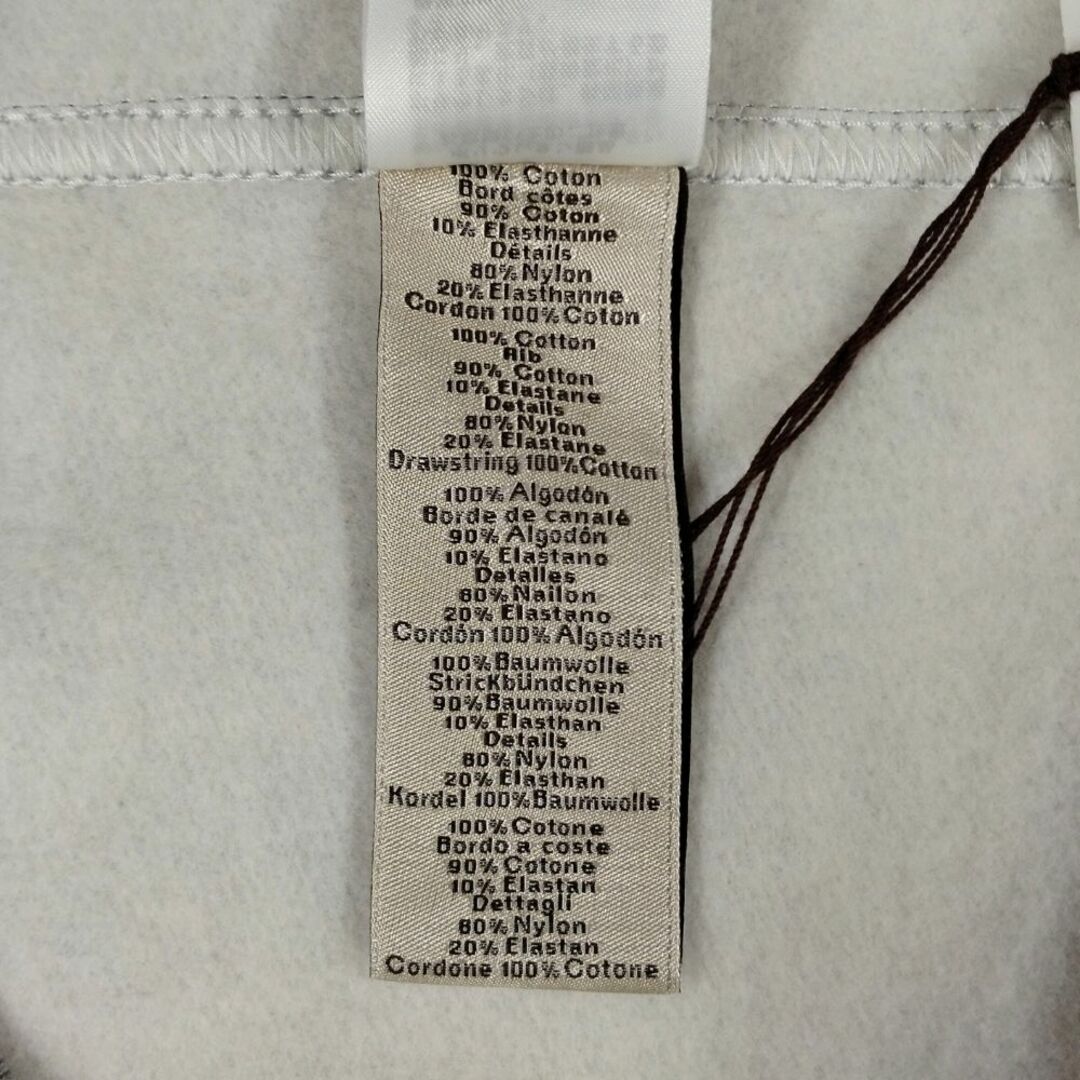 100% Coton
Bord côtes
90% Coton
10% Elasthanne
Détails
80% Nylon
20% Elasthanne
Cordon 100% Coton
100% Cotton
Rib
90% Cotton
10% Elastane
Details
80% Nylon
20% Elastane
Drawstring 100% Cotton
100% Algodón
Borde de canalé
90% Algodón
10% Elastano
Detalles
80% Nailon
20% Elastano
Cordón 100% Algodón
100% Baumwolle
Strickbündchen
90% Baumwolle
10% Elasthan
Details
80% Nylon
20% Elasthan
Kordel 100% Baumwolle
100% Cotone
Bordo a coste
90% Cotone
10% Elastan
Dettagli
80% Nylon
20% Elastan
Cordone 100% Cotone